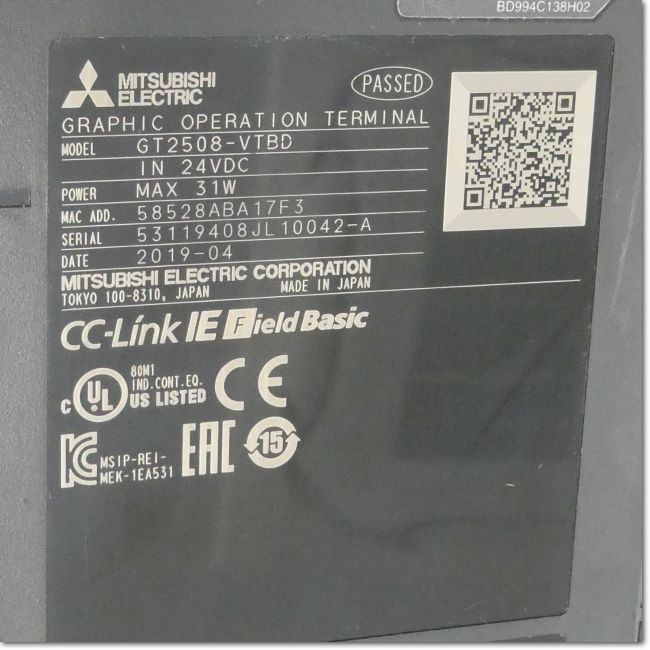 BD994C138H02
MITSUBISHI
ELECTRIC
PASSED
GRAPHIC OPERATION TERMINAL
MODEL GT2508-VTBD
IN 24VDC
POWER MAX 31W
MAC ADD. 58528ABA17F3
SERIAL 53119408JL10042-A
DATE 2019-04
MITSUBISHI ELECTRIC CORPORATION
TOKYO 100-8310, JAPAN MADE IN JAPAN
CC-Link IE Field Basic
C UL US LISTED
80M1
IND.CONT.EQ.
CE
KC MSIP-REI-
MEK-1EA531
EAC
15